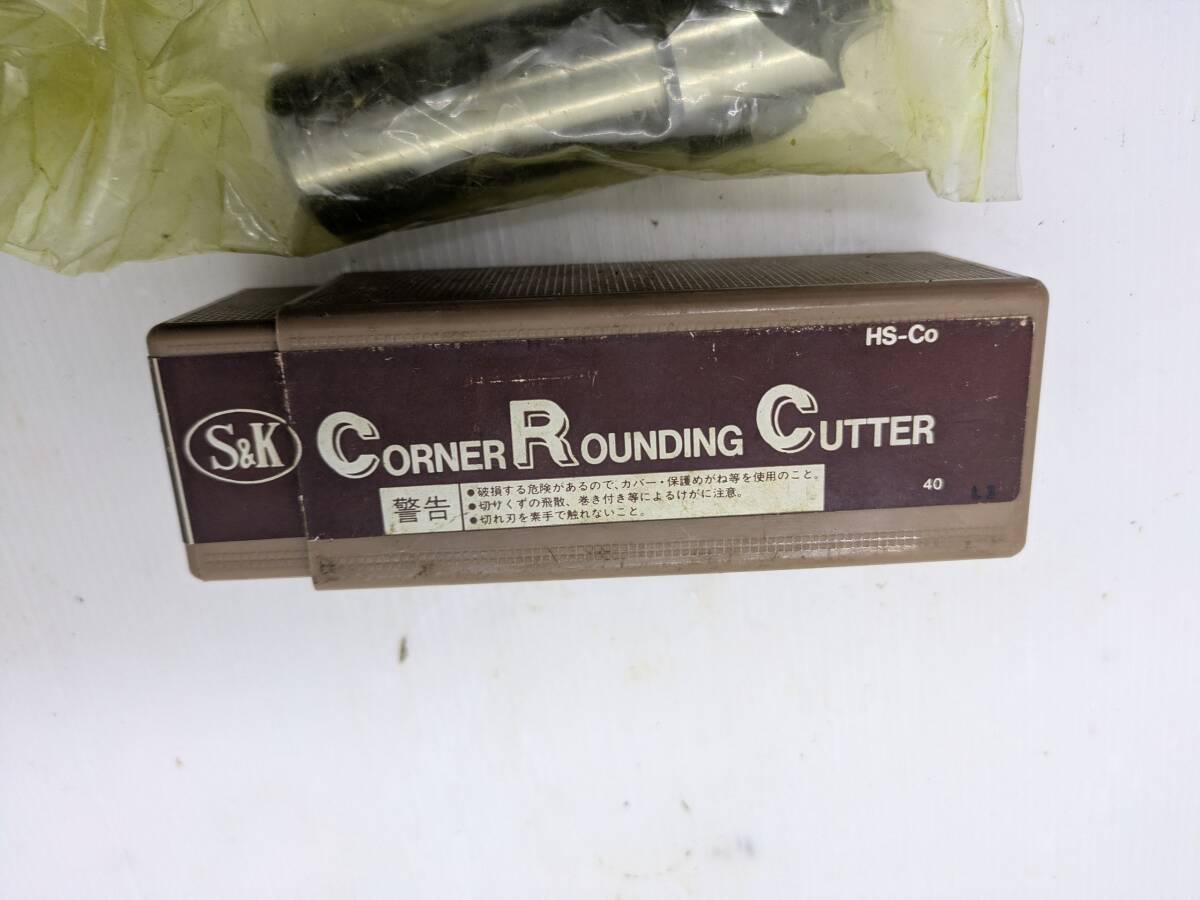 HS-Co
S&K
CORNER ROUNDING CUTTER
警告
•破損する危険があるので、カバー・保護めがね等を使用のこと。
•切りくずの飛散、巻き付き等によるけがに注意。
•切れ刃を素手で触れないこと。
40